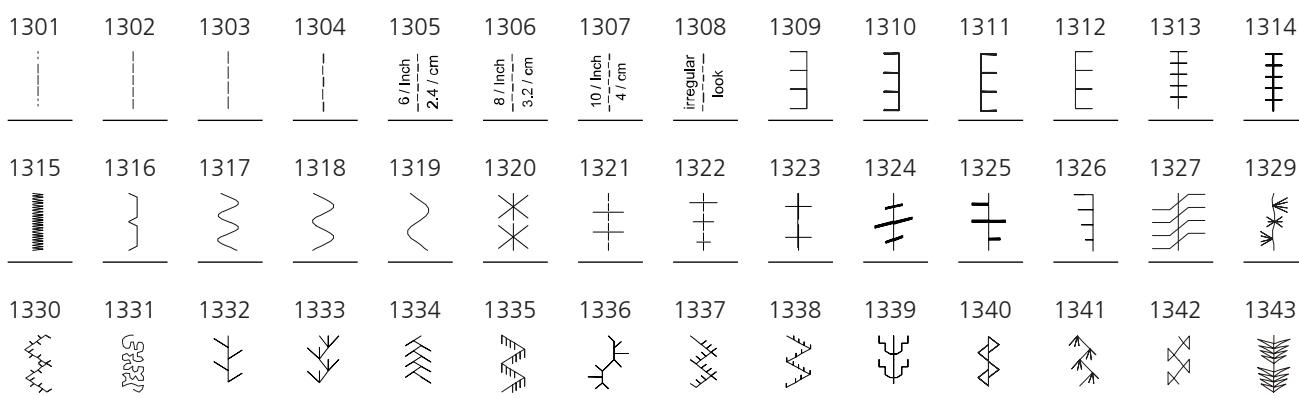 1301 1302 1303 1304 1305 1306 1307 1308 1309 1310 1311 1312 1313 1314
6 / Inch
2.4 / cm
8 / Inch
3.2 / cm
10 / Inch
4 / cm
irregular
look
1315 1316 1317 1318 1319 1320 1321 1322 1323 1324 1325 1326 1327 1329
1330 1331 1332 1333 1334 1335 1336 1337 1338 1339 1340 1341 1342 1343